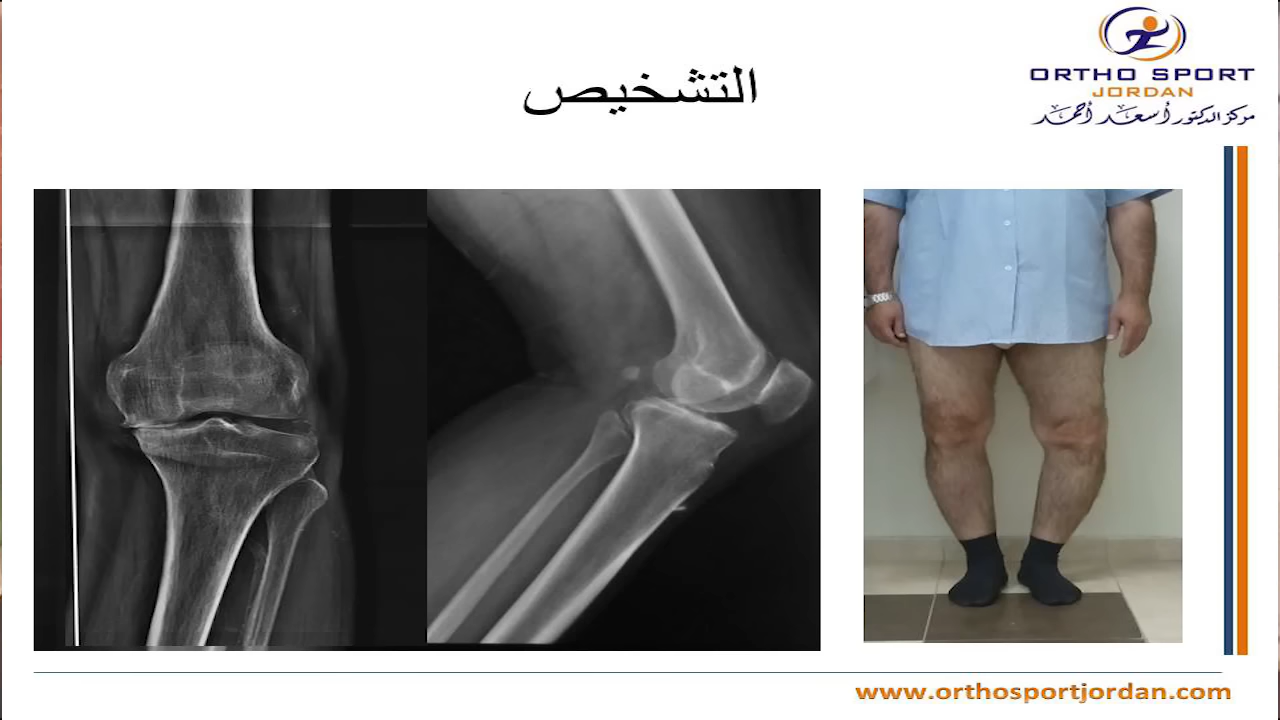 ORTHO SPORT
JORDAN
مركز الدكتور أسعد أحمد
التشخيص
www.orthosportjordan.com